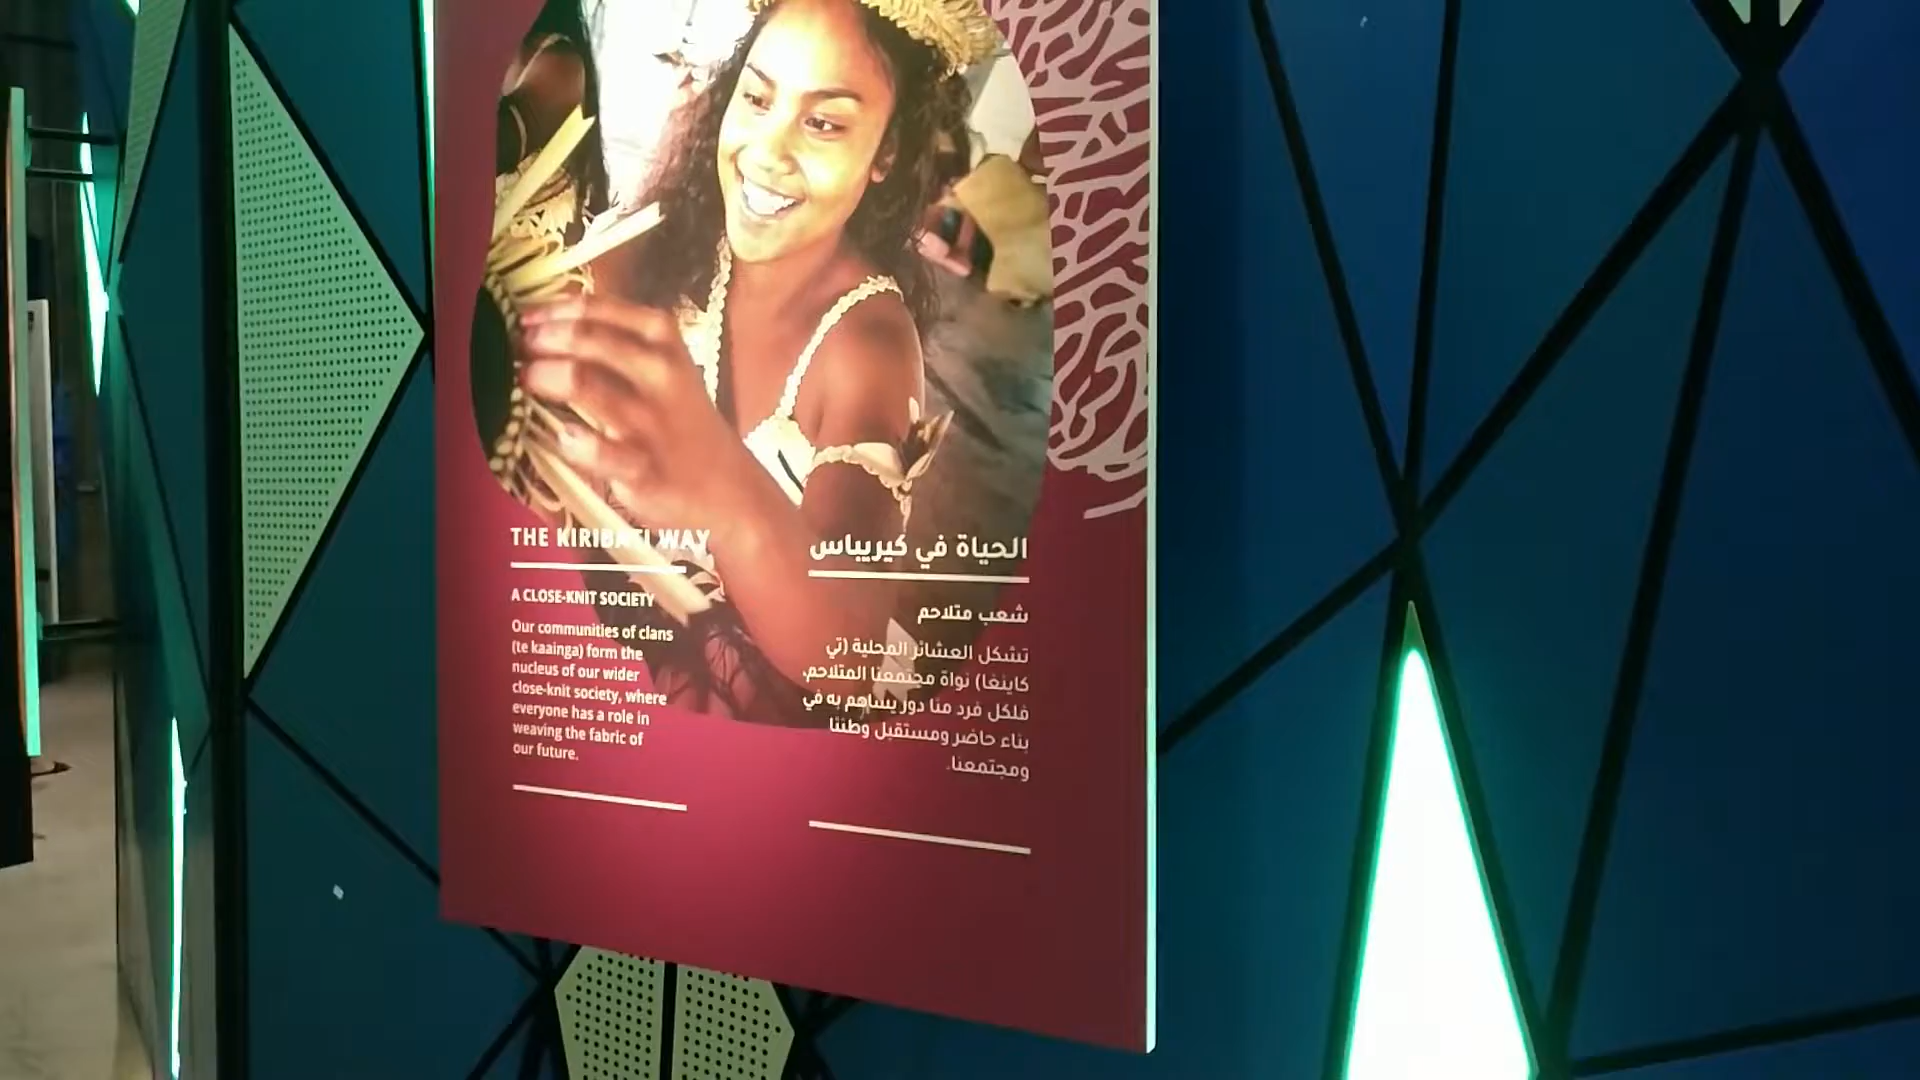 THE KIRIBATI WAY
A CLOSE-KNIT SOCIETY
Our communities of clans
(te kaainga) form the
nucleus of our wider
close-knit society, where
everyone has a role in
weaving the fabric of
our future.
الحياة في كيريباس
شعب متلاحم
تشكل العشائر المحلية (تي
كاينغا) نواة مجتمعنا المتلاحم،
فلكل فرد منا دور يساهم به في
بناء حاضر ومستقبل وطننا
ومجتمعنا.